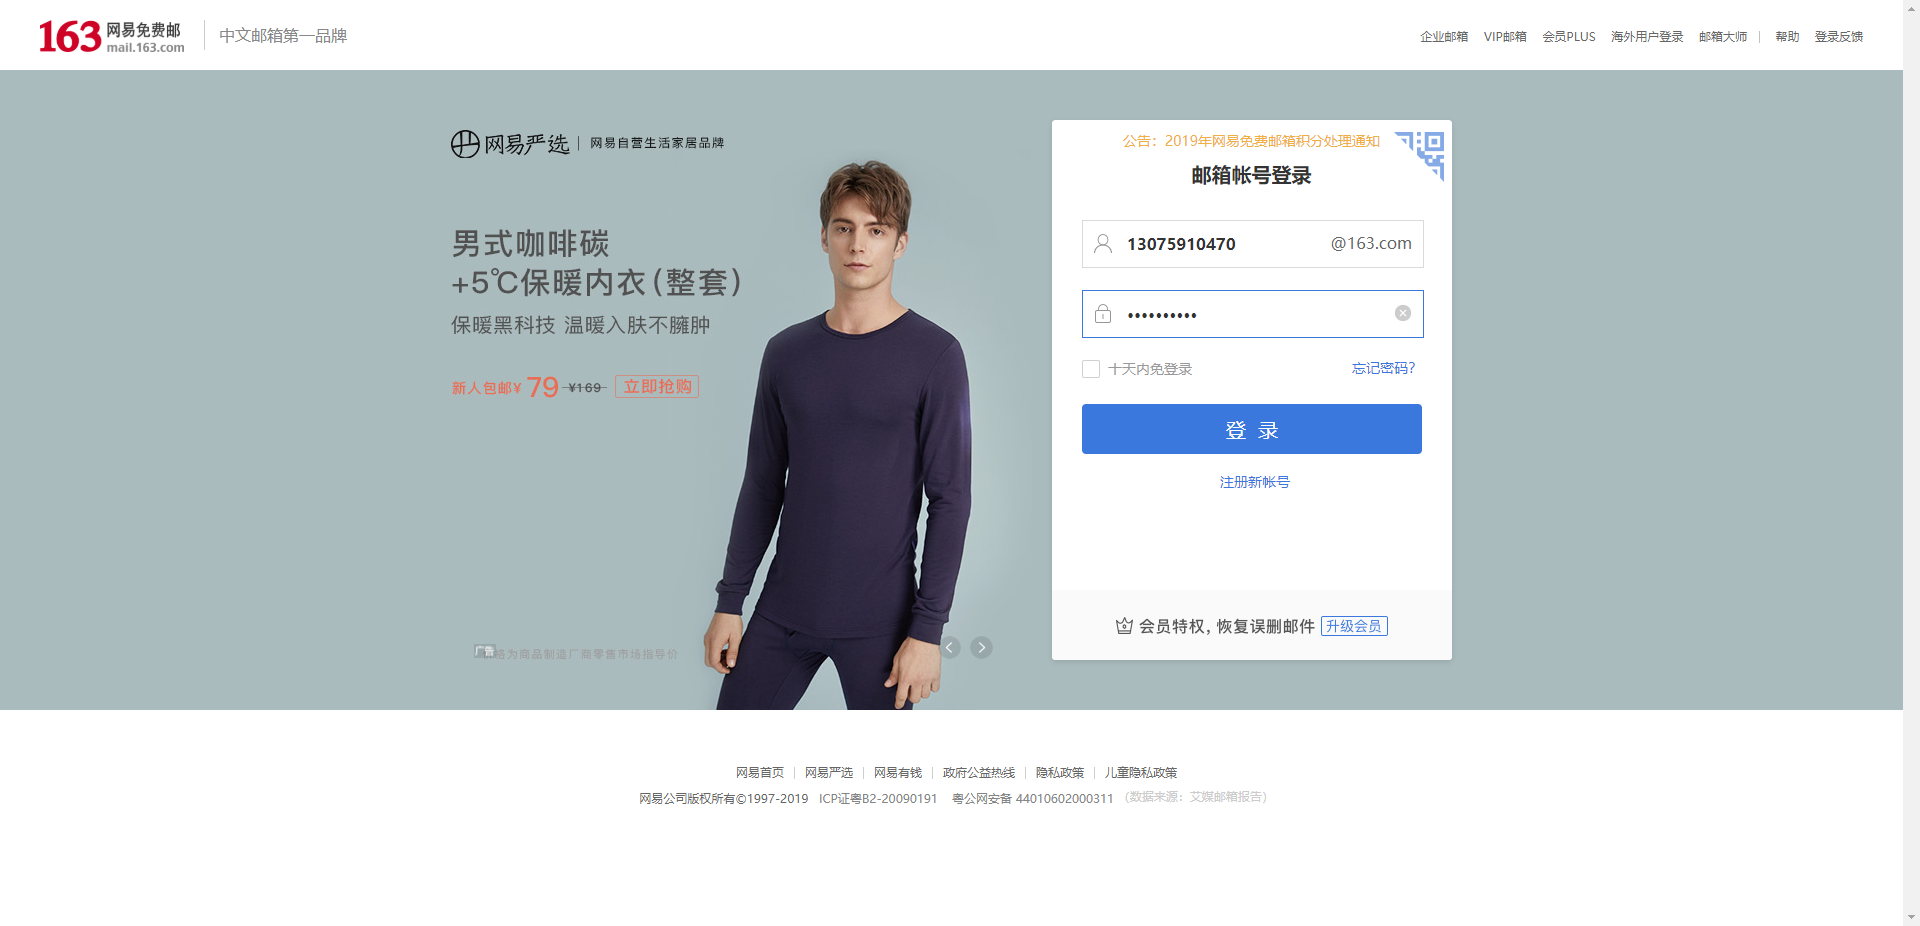 163 网易免费邮
mail.163.com
中文邮箱第一品牌
企业邮箱 VIP邮箱 会员PLUS 海外用户登录 邮箱大师 | 帮助 登录反馈
网易严选 | 网易自营生活家居品牌
男式咖啡碳
+5℃保暖内衣(整套)
保暖黑科技 温暖入肤不臃肿
新人包邮¥ 79 ¥169 立即抢购
广告
格为商品制造厂商零售市场指导价
公告：2019年网易免费邮箱积分处理通知
邮箱帐号登录
13075910470 @163.com
••••••••••
十天内免登录 忘记密码?
登 录
注册新帐号
会员特权, 恢复误删邮件 升级会员
网易首页 | 网易严选 | 网易有钱 | 政府公益热线 | 隐私政策 | 儿童隐私政策
网易公司版权所有©1997-2019 ICP证粤B2-20090191 粤公网安备 44010602000311 （数据来源：艾媒邮箱报告）